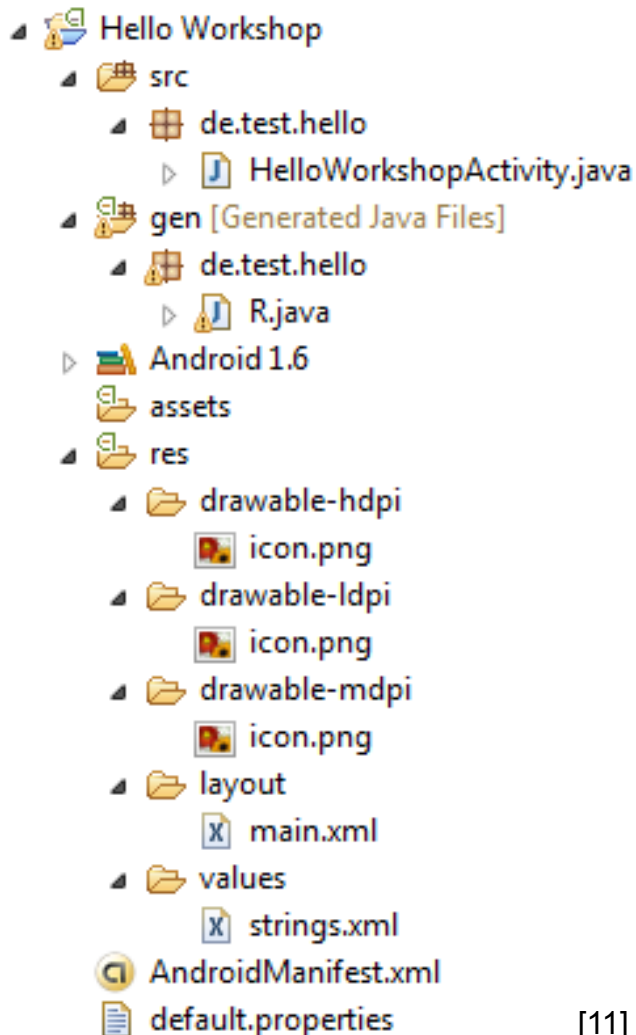 Hello Workshop
src
de.test.hello
HelloWorkshopActivity.java
gen [Generated Java Files]
de.test.hello
R.java
Android 1.6
assets
res
drawable-hdpi
icon.png
drawable-ldpi
icon.png
drawable-mdpi
icon.png
layout
main.xml
values
strings.xml
AndroidManifest.xml
default.properties [11]